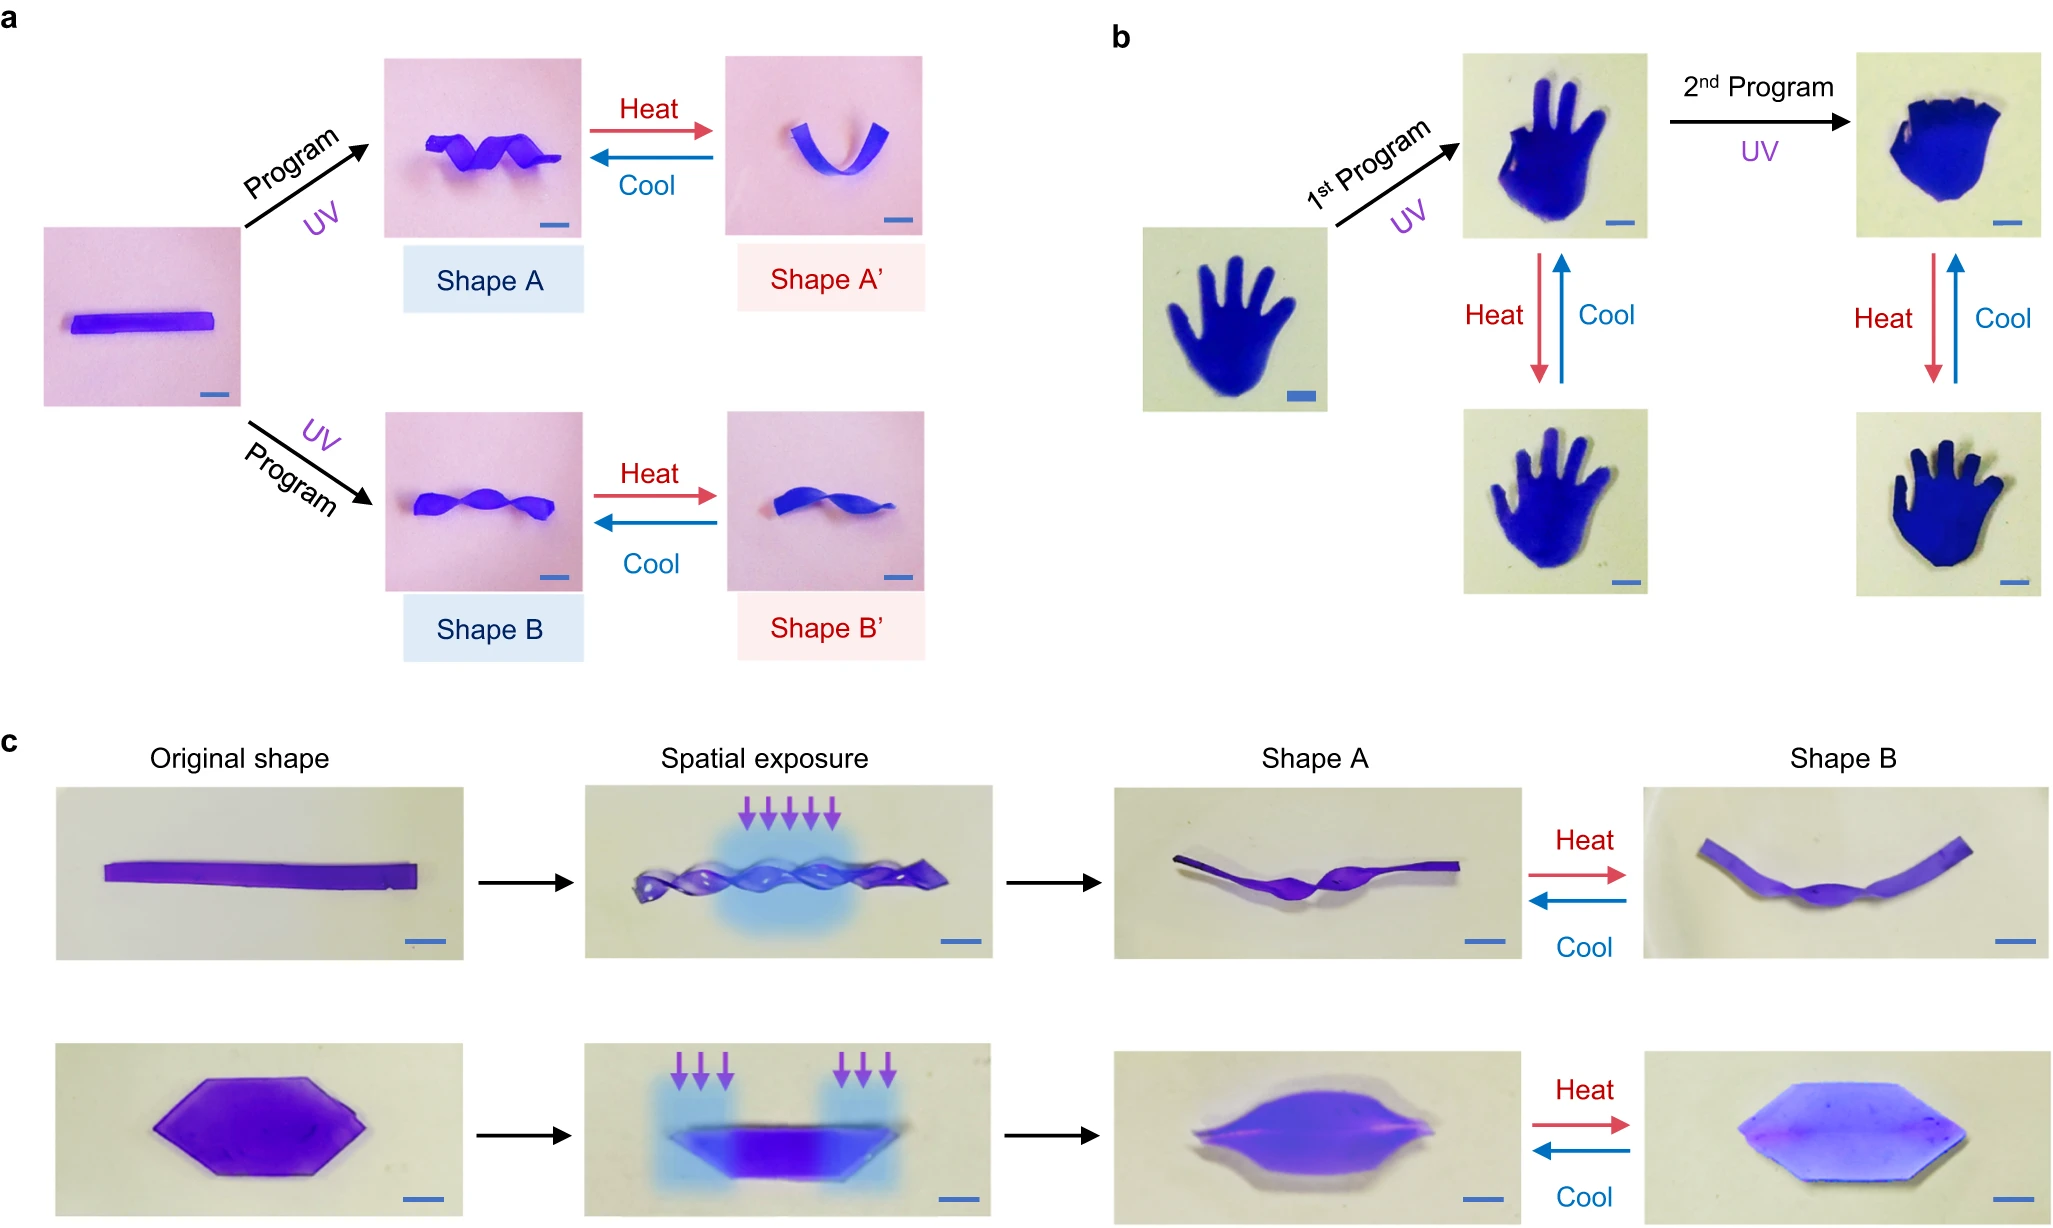 a
Program
UV
Heat
Cool
Shape A
Shape A’
UV
Program
Heat
Cool
Shape B
Shape B’
b
1st Program
UV
2nd Program
UV
Heat
Cool
Heat
Cool
c
Original shape
Spatial exposure
Shape A
Shape B
Heat
Cool
Heat
Cool